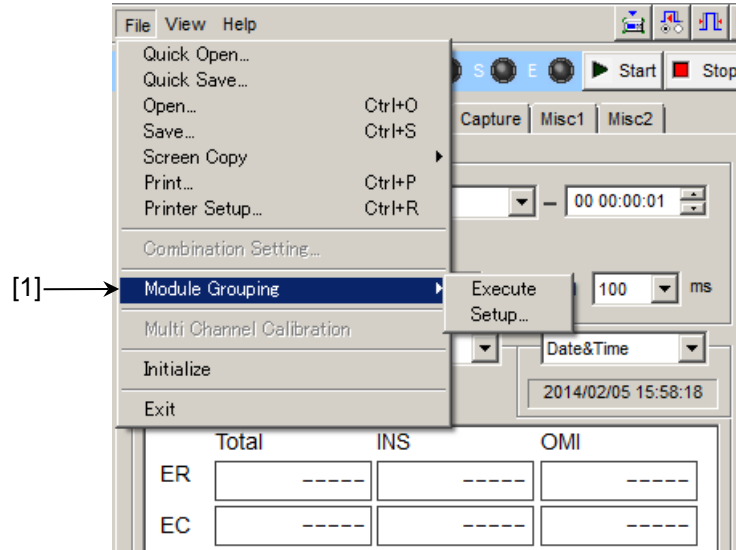 File View Help
Quick Open...
Quick Save...
S E Start Stop
Open... Ctrl+O
Capture Misc1 Misc2
Save... Ctrl+S
Screen Copy
Print... Ctrl+P
Printer Setup... Ctrl+R
– 00 00:00:01
Combination Setting...
[1] Module Grouping
Execute
Setup...
100 ms
Multi Channel Calibration
Date&Time
Initialize
2014/02/05 15:58:18
Exit
Total INS OMI
ER ----- ----- -----
EC ----- ----- -----